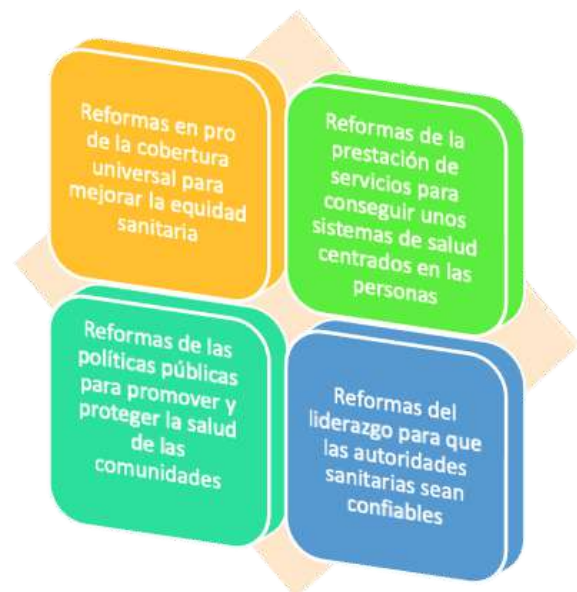 Reformas en pro
de la cobertura
universal para
mejorar la equidad
sanitaria
Reformas de la
prestación de
servicios para
conseguir unos
sistemas de salud
centrados en las
personas
Reformas de las
políticas públicas
para promover y
proteger la salud
de las
comunidades
Reformas del
liderazgo para que
las autoridades
sanitarias sean
confiables